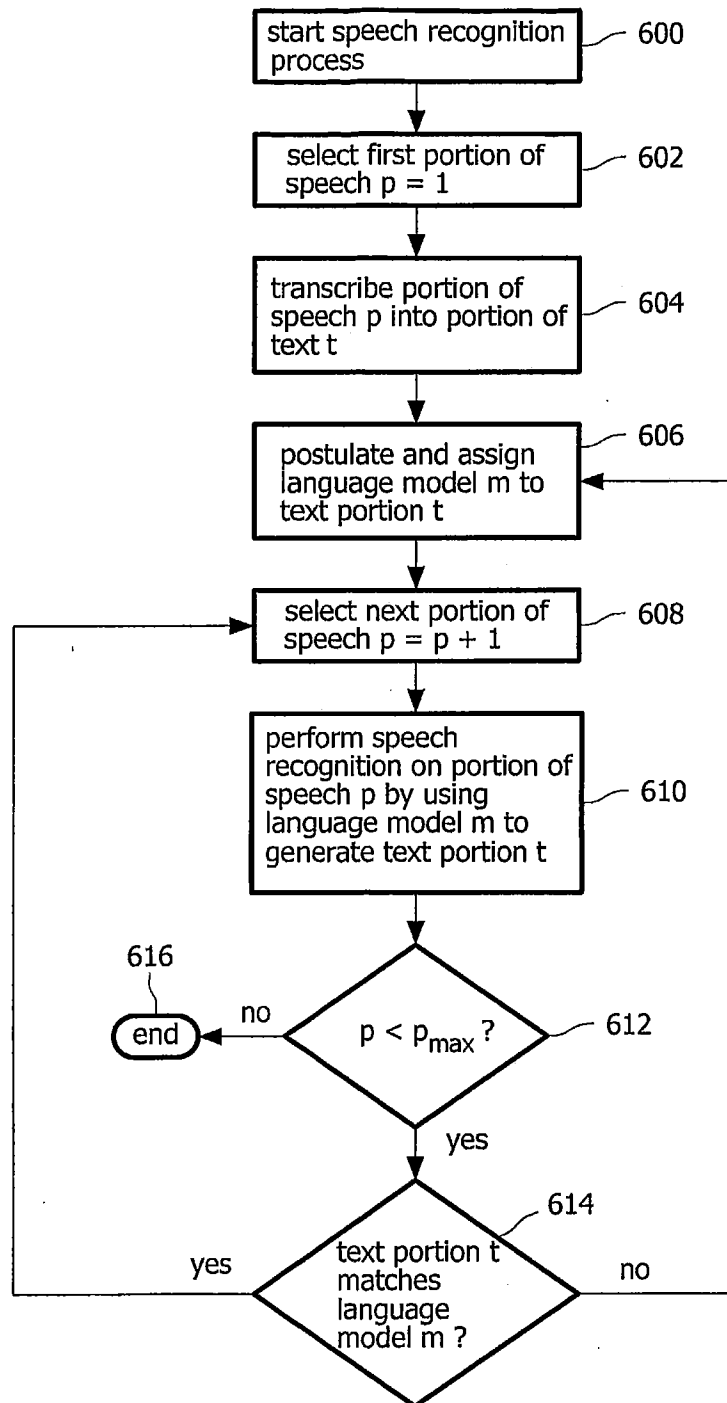 start speech recognition
process
600
select first portion of
speech p = 1
602
transcribe portion of
speech p into portion of
text t
604
postulate and assign
language model m to
text portion t
606
select next portion of
speech p = p + 1
608
perform speech
recognition on portion of
speech p by using
language model m to
generate text portion t
610
616
end
no
p < pmax ?
612
yes
614
yes
text portion t
matches
language
model m ?
no